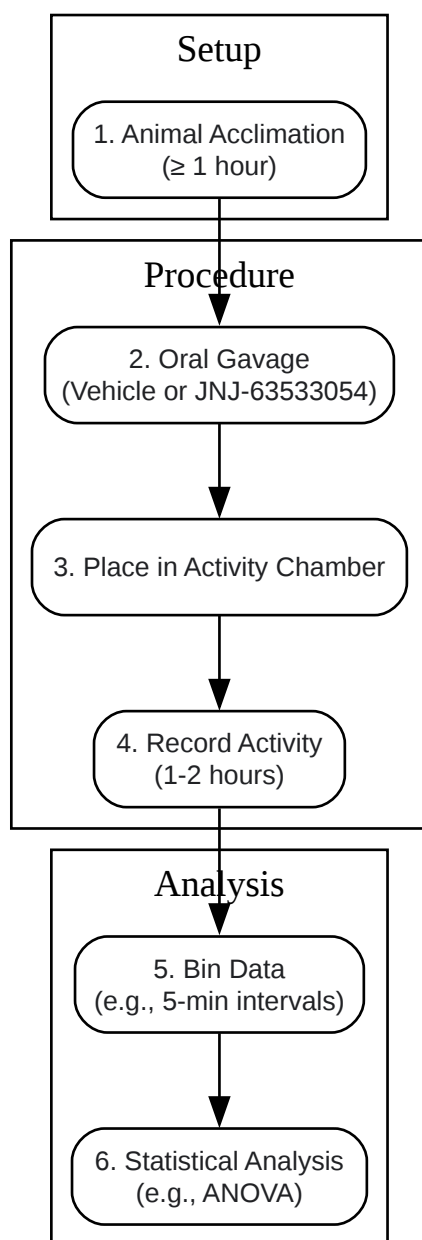 Setup
1. Animal Acclimation
(≥ 1 hour)
Procedure
2. Oral Gavage
(Vehicle or JNJ-63533054)
3. Place in Activity Chamber
4. Record Activity
(1-2 hours)
Analysis
5. Bin Data
(e.g., 5-min intervals)
6. Statistical Analysis
(e.g., ANOVA)